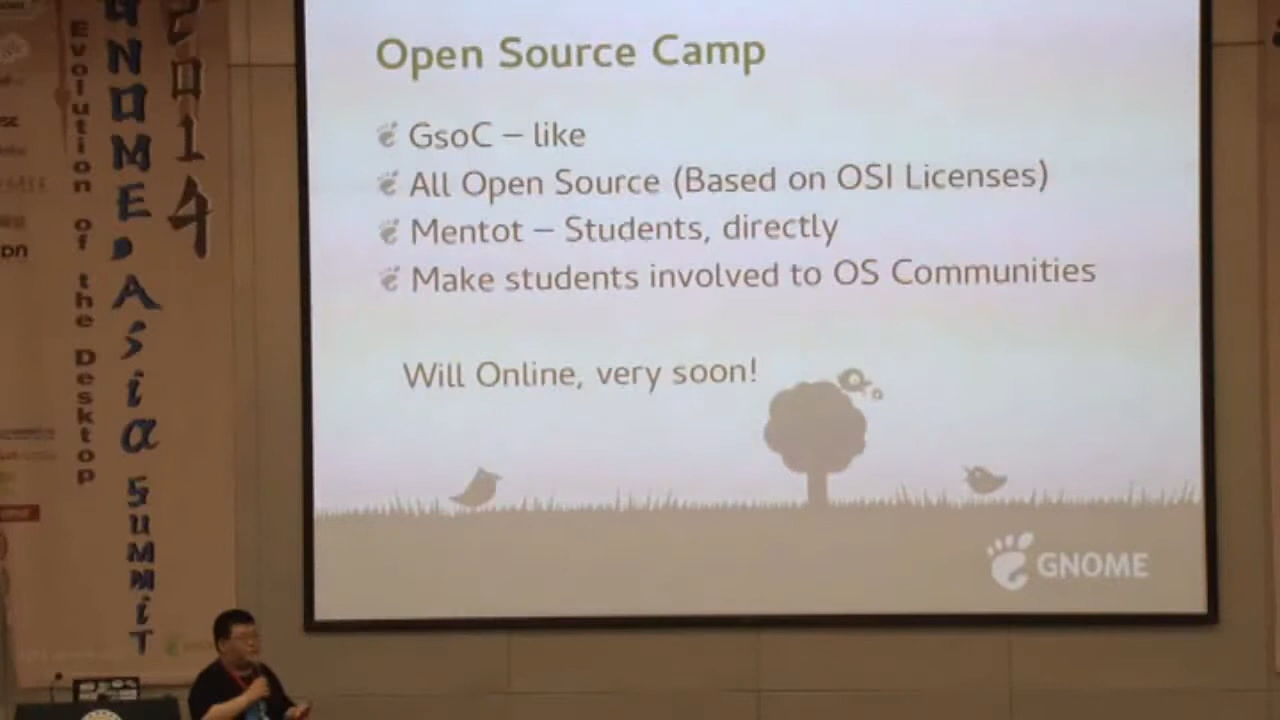 2014
GNOME.Asia SUMMiT
Evolution of the Desktop
Open Source Camp
GsoC – like
All Open Source (Based on OSI Licenses)
Mentot – Students, directly
Make students involved to OS Communities
Will Online, very soon!
GNOME